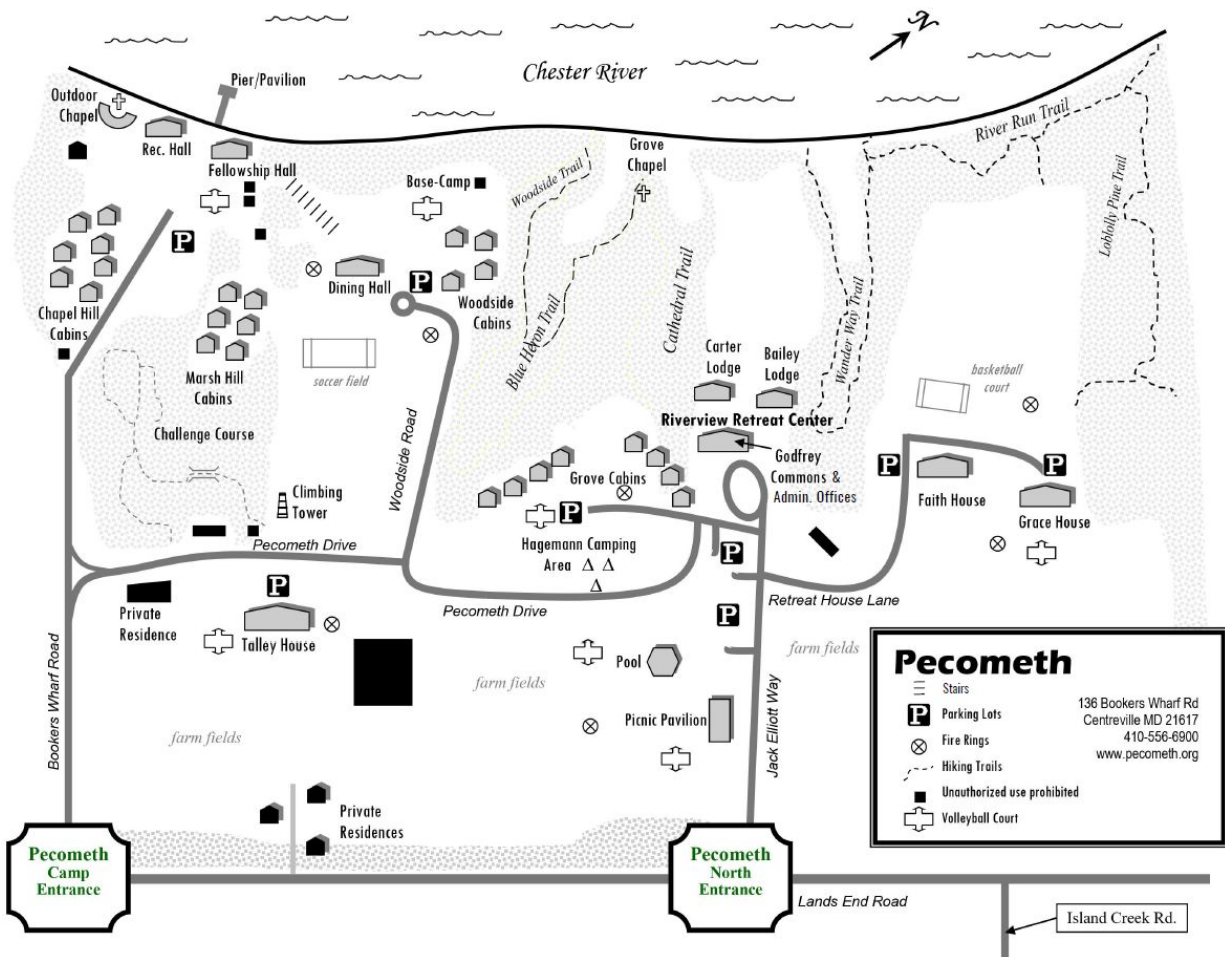 N
Chester River
Pier/Pavilion
Outdoor
Chapel
Rec. Hall
Fellowship Hall
Grove
Chapel
River Run Trail
Base-Camp
Woodside Trail
Loblolly Pine Trail
P
Dining Hall
P
Woodside
Cabins
Blue Heron Trail
Cathedral Trail
Wander Way Trail
Chapel Hill
Cabins
Marsh Hill
Cabins
soccer field
Carter
Lodge
Bailey
Lodge
basketball
court
Riverview Retreat Center
Challenge Course
Woodside Road
Grove Cabins
Godfrey
Commons &
Admin. Offices
P
Faith House
P
Grace House
Climbing
Tower
P
Hagemann Camping
Area
Pecometh Drive
P
P
Private
Residence
Talley House
Pecometh Drive
Retreat House Lane
P
Bookers Wharf Road
farm fields
Pool
farm fields
Picnic Pavilion
Jack Elliott Way
farm fields
Private
Residences
Pecometh
Stairs
P Parking Lots
Fire Rings
Hiking Trails
Unauthorized use prohibited
Volleyball Court
136 Bookers Wharf Rd
Centreville MD 21617
410-556-6900
www.pecometh.org
Pecometh
Camp
Entrance
Pecometh
North
Entrance
Lands End Road
Island Creek Rd.